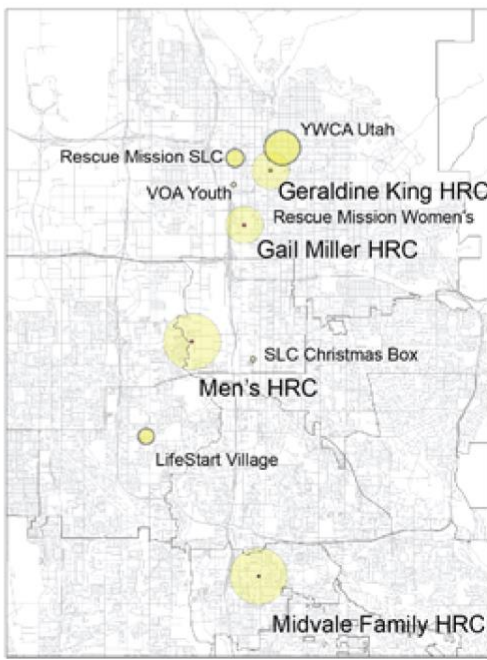 YWCA Utah
Rescue Mission SLC
VOA Youth
Geraldine King HRC
Rescue Mission Women's
Gail Miller HRC
SLC Christmas Box
Men's HRC
LifeStart Village
Midvale Family HRC